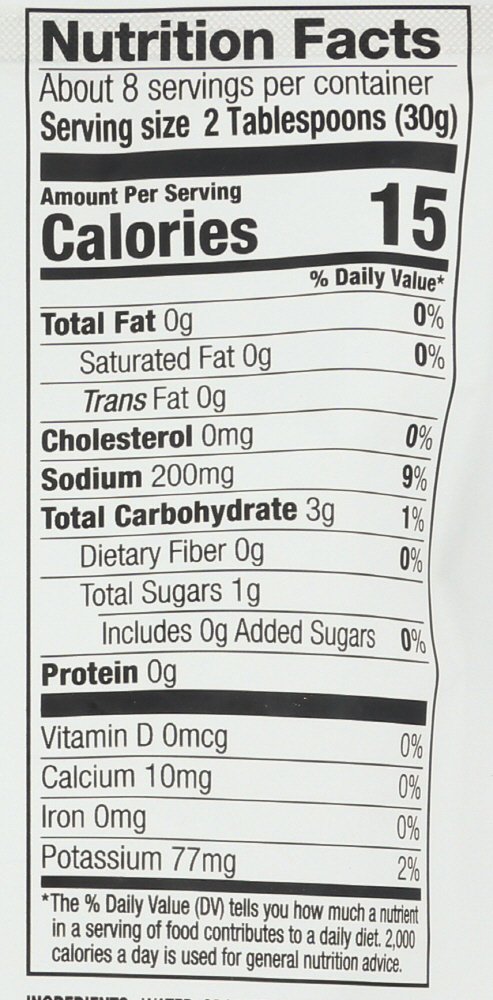 Nutrition Facts
About 8 servings per container
Serving size 2 Tablespoons (30g)
Amount Per Serving
Calories 15
% Daily Value*
Total Fat 0g 0%
Saturated Fat 0g 0%
Trans Fat 0g
Cholesterol 0mg 0%
Sodium 200mg 9%
Total Carbohydrate 3g 1%
Dietary Fiber 0g 0%
Total Sugars 1g
Includes 0g Added Sugars 0%
Protein 0g
Vitamin D 0mcg 0%
Calcium 10mg 0%
Iron 0mg 0%
Potassium 77mg 2%
*The % Daily Value (DV) tells you how much a nutrient
in a serving of food contributes to a daily diet. 2,000
calories a day is used for general nutrition advice.